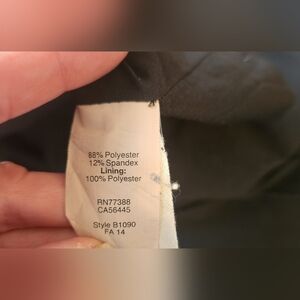 88% Polyester
12% Spandex
Lining:
100% Polyester
RN77388
CA56445
Style B1090
FA 14